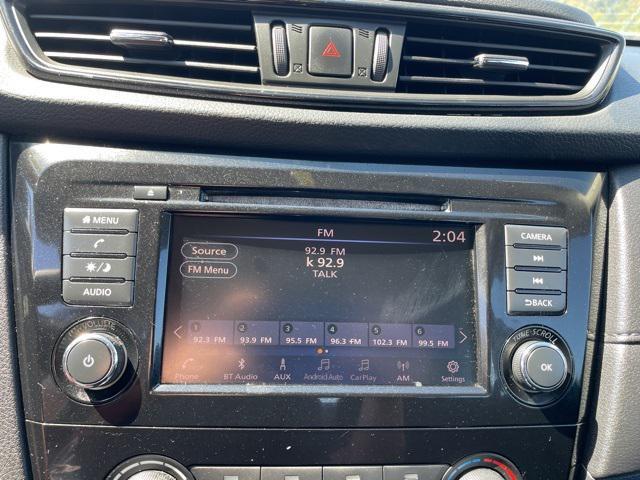 MENU
AUDIO
VOLUME
FM
2:04
Source
FM Menu
92.9 FM
k 92.9
TALK
1 2 3 4 5 6
92.3 FM 93.9 FM 95.5 FM 96.3 FM 102.3 FM 99.5 FM
Phone BT Audio AUX Android Auto CarPlay AM Settings
CAMERA
BACK
TUNE SCROLL
OK